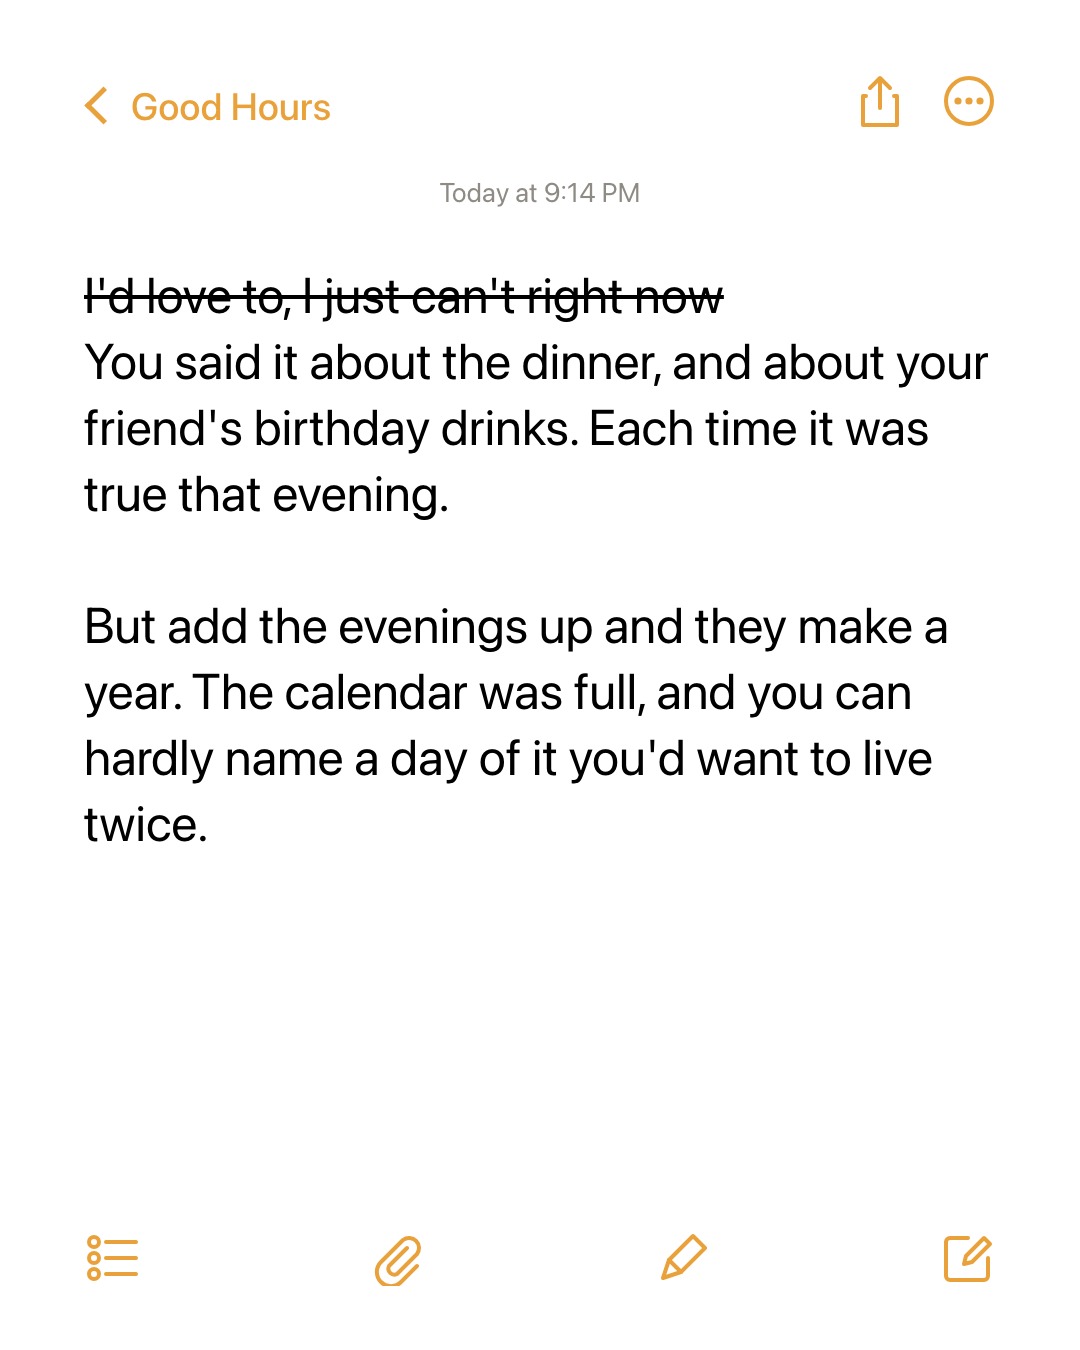 Good Hours
Today at 9:14 PM
I'd love to, I just can't right now
You said it about the dinner, and about your
friend's birthday drinks. Each time it was
true that evening.
But add the evenings up and they make a
year. The calendar was full, and you can
hardly name a day of it you'd want to live
twice.